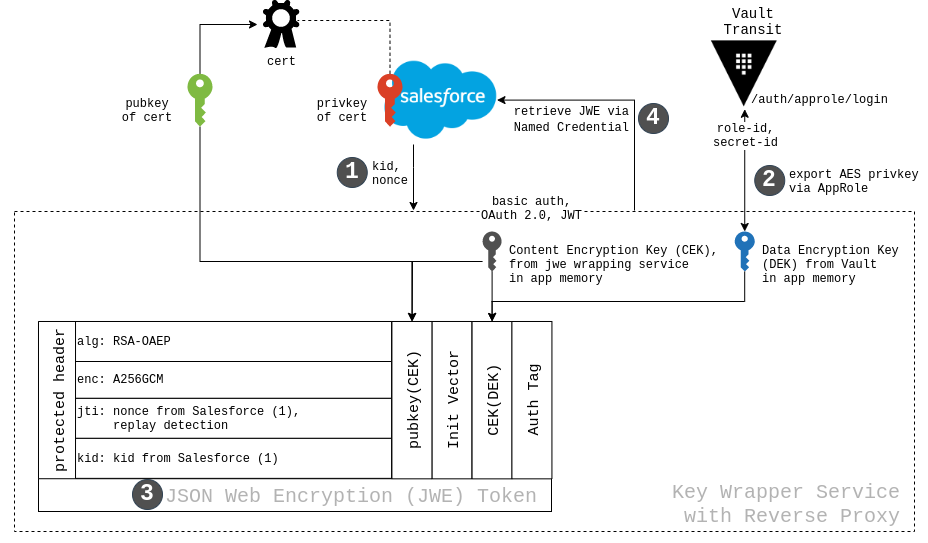 Vault
Transit
cert
pubkey
of cert
privkey
of cert
salesforce
/auth/approle/login
retrieve JWE via
Named Credential
4
role-id,
secret-id
1
kid,
nonce
2
export AES privkey
via AppRole
basic auth,
OAuth 2.0, JWT
Content Encryption Key (CEK),
from jwe wrapping service
in app memory
Data Encryption Key
(DEK) from Vault
in app memory
protected header
alg: RSA-OAEP
enc: A256GCM
jti: nonce from Salesforce (1),
replay detection
kid: kid from Salesforce (1)
pubkey(CEK)
Init Vector
CEK(DEK)
Auth Tag
3
JSON Web Encryption (JWE) Token
Key Wrapper Service
with Reverse Proxy